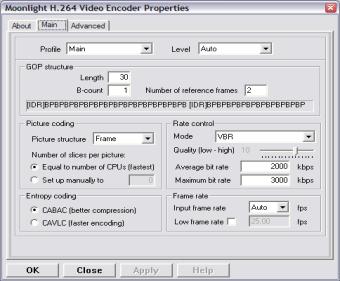 Moonlight H.264 Video Encoder Properties
About Main Advanced
Profile Main Level Auto
GOP structure
Length 30
B-count 1 Number of reference frames 2
[IDR]BPBPBPBPBPBPBPBPBPBPBPBPBPBPB [IDR]BPBPBPBPBPBPBPBPBP
Picture coding
Picture structure Frame
Number of slices per picture:
Equal to number of CPUs (fastest)
Set up manually to 0
Rate control
Mode VBR
Quality (low - high) 10
Average bit rate 2000 kbps
Maximum bit rate 3000 kbps
Entropy coding
CABAC (better compression)
CAVLC (faster encoding)
Frame rate
Input frame rate Auto fps
Low frame rate 25.00 fps
OK Close Apply Help